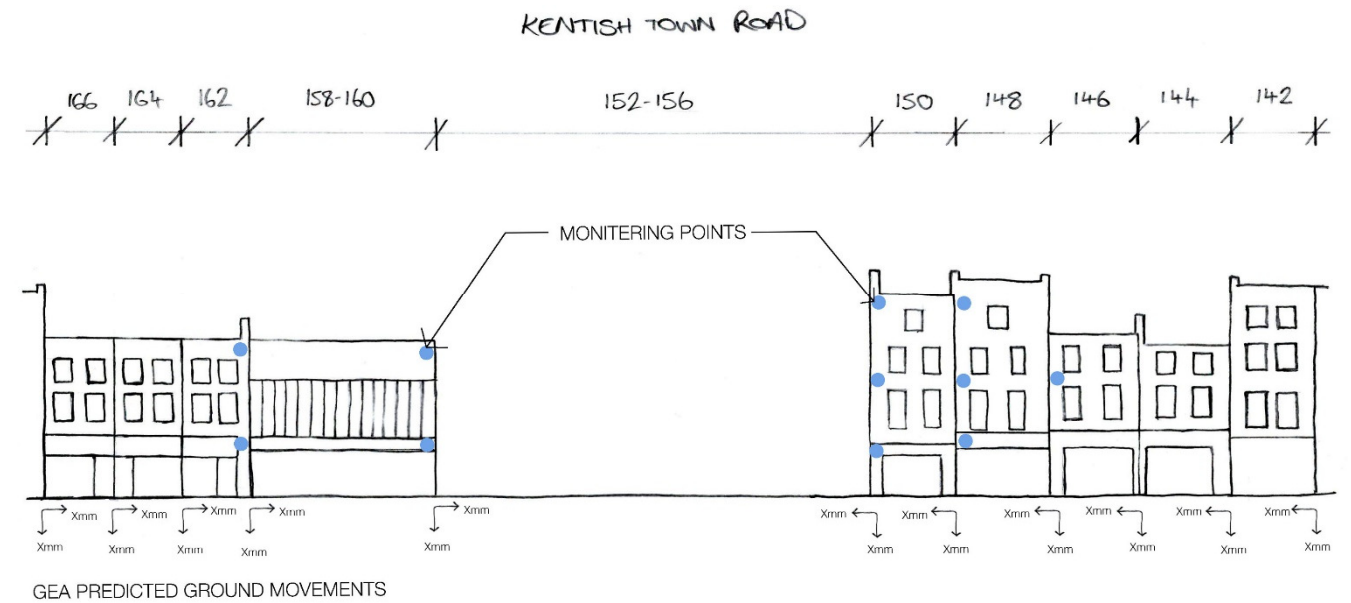 KENTISH TOWN ROAD
166 164 162 158-160 152-156 150 148 146 144 142
MONITERING POINTS
Xmm Xmm Xmm Xmm Xmm Xmm Xmm Xmm Xmm Xmm Xmm
Xmm Xmm Xmm Xmm Xmm Xmm Xmm Xmm Xmm Xmm Xmm
GEA PREDICTED GROUND MOVEMENTS